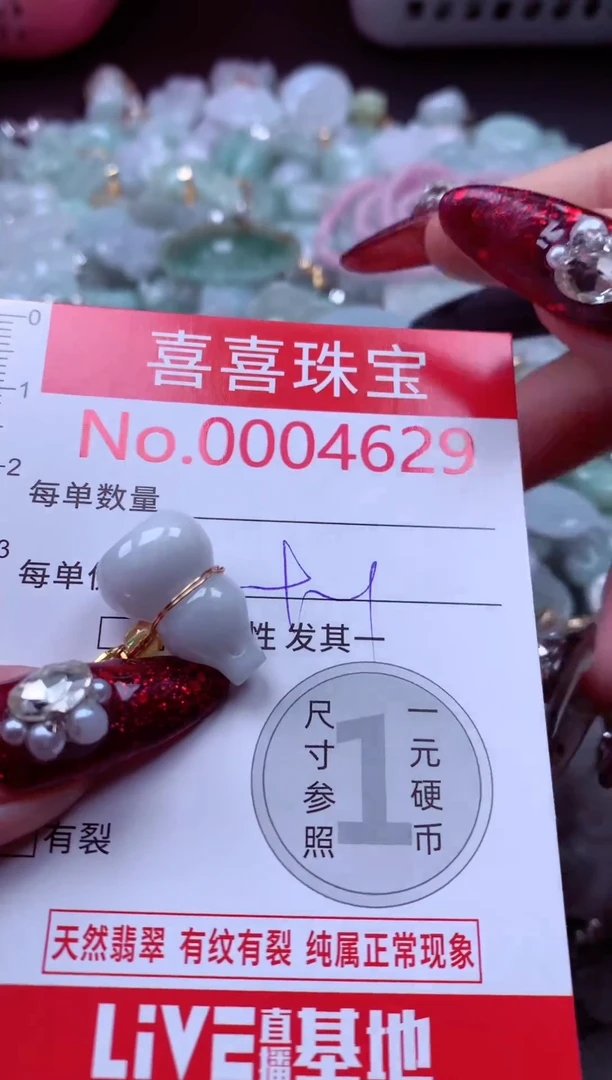 0
喜喜珠宝
1
No.0004629
2
每单数量
3
每单
性 发其一
尺寸参照
1
一元硬币
有裂
天然翡翠 有纹有裂 纯属正常现象
LiVE直播基地